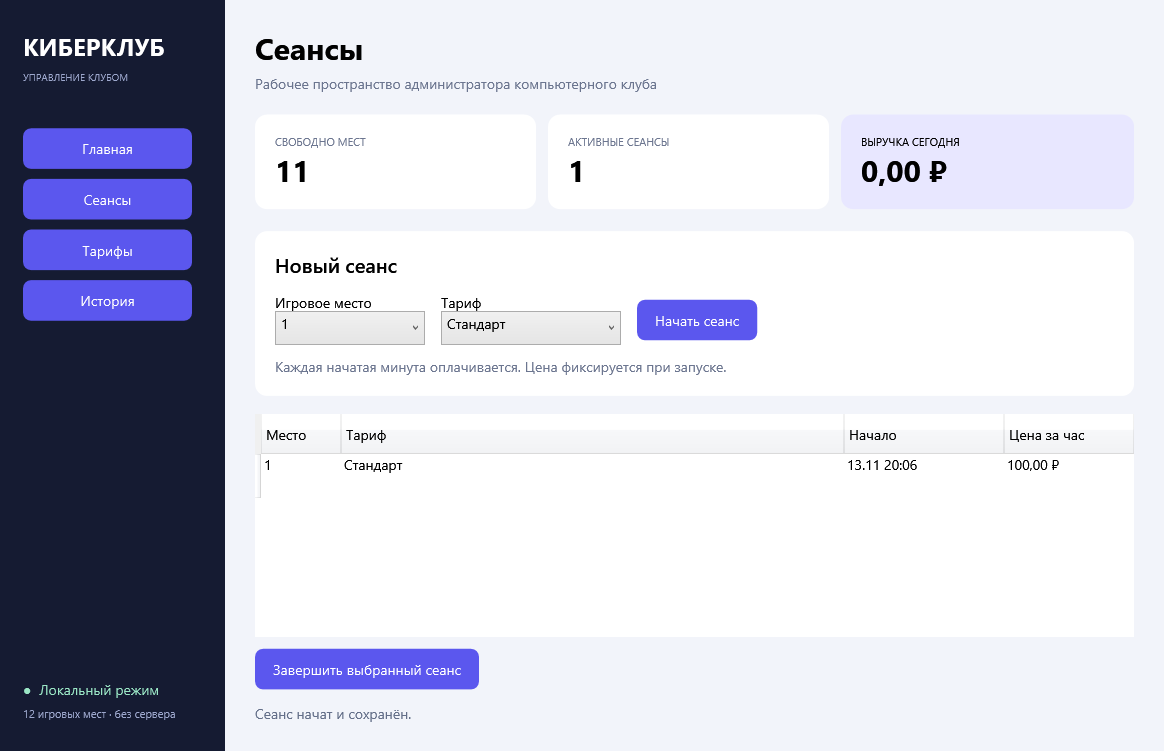 КИБЕРКЛУБ
УПРАВЛЕНИЕ КЛУБОМ
Главная
Сеансы
Тарифы
История
● Локальный режим
12 игровых мест · без сервера
Сеансы
Рабочее пространство администратора компьютерного клуба
СВОБОДНО МЕСТ
11
АКТИВНЫЕ СЕАНСЫ
1
ВЫРУЧКА СЕГОДНЯ
0,00 ₽
Новый сеанс
Игровое место
1
Тариф
Стандарт
Начать сеанс
Каждая начатая минута оплачивается. Цена фиксируется при запуске.
Место Тариф Начало Цена за час
1 Стандарт 13.11 20:06 100,00 ₽
Завершить выбранный сеанс
Сеанс начат и сохранён.